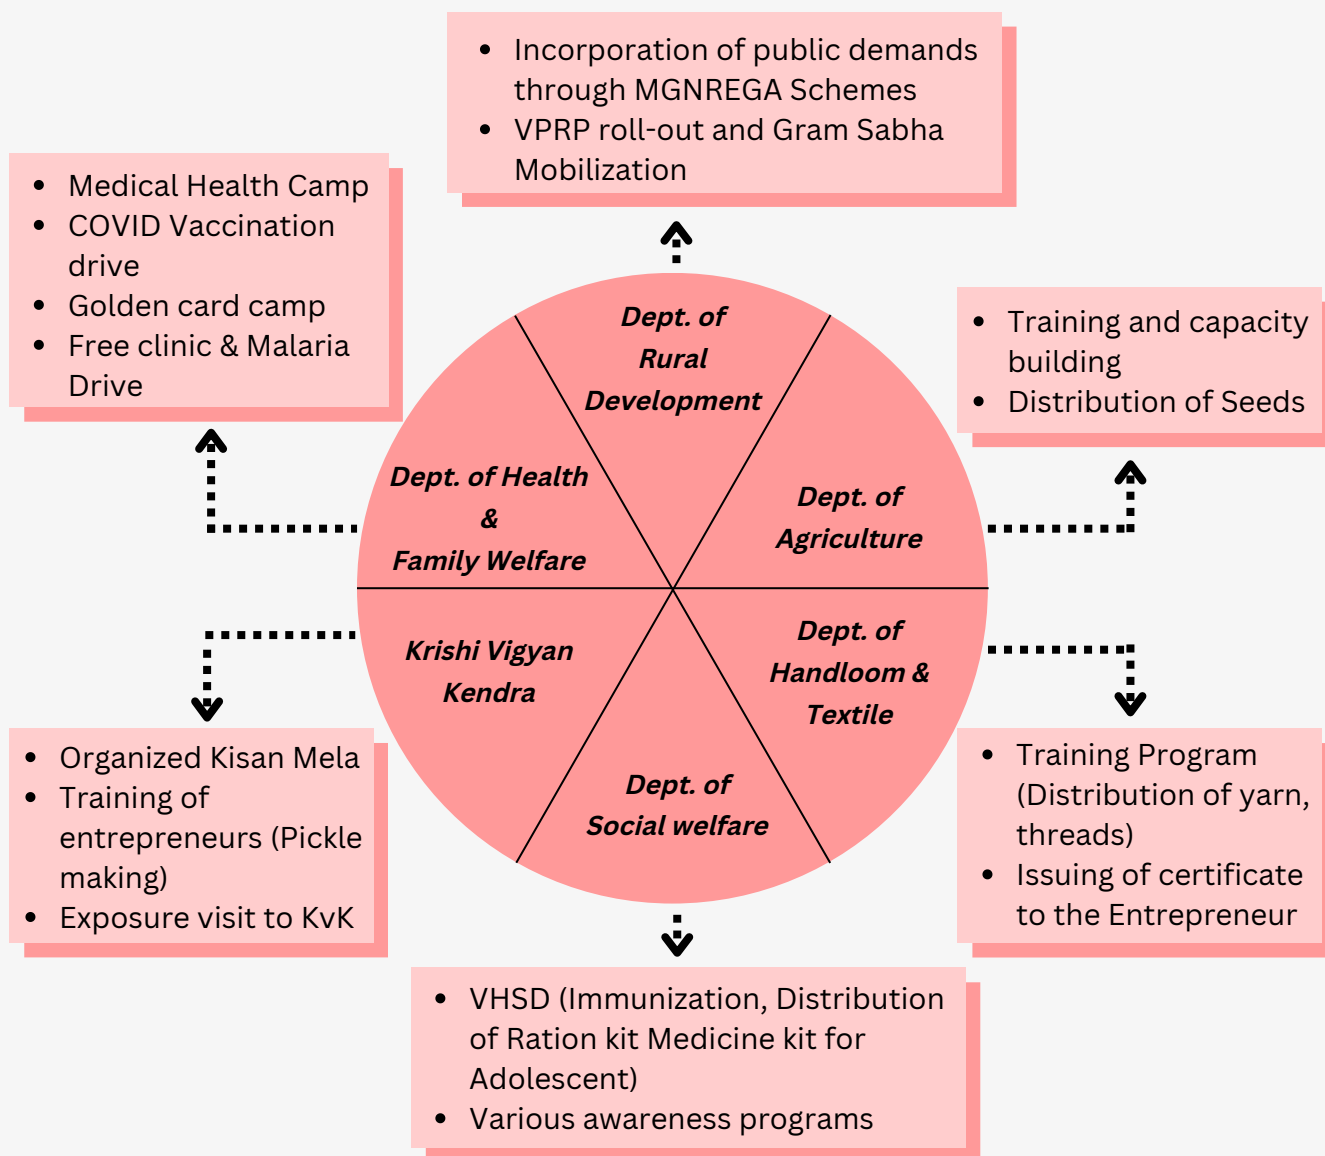 • Incorporation of public demands
through MGNREGA Schemes
• VPRP roll-out and Gram Sabha
Mobilization
• Medical Health Camp
• COVID Vaccination
drive
• Golden card camp
• Free clinic & Malaria
Drive
• Training and capacity
building
• Distribution of Seeds
Dept. of
Rural
Development
Dept. of Health
&
Family Welfare
Dept. of
Agriculture
Krishi Vigyan
Kendra
Dept. of
Handloom &
Textile
Dept. of
Social welfare
• Organized Kisan Mela
• Training of
entrepreneurs (Pickle
making)
• Exposure visit to KvK
• Training Program
(Distribution of yarn,
threads)
• Issuing of certificate
to the Entrepreneur
• VHSD (Immunization, Distribution
of Ration kit Medicine kit for
Adolescent)
• Various awareness programs